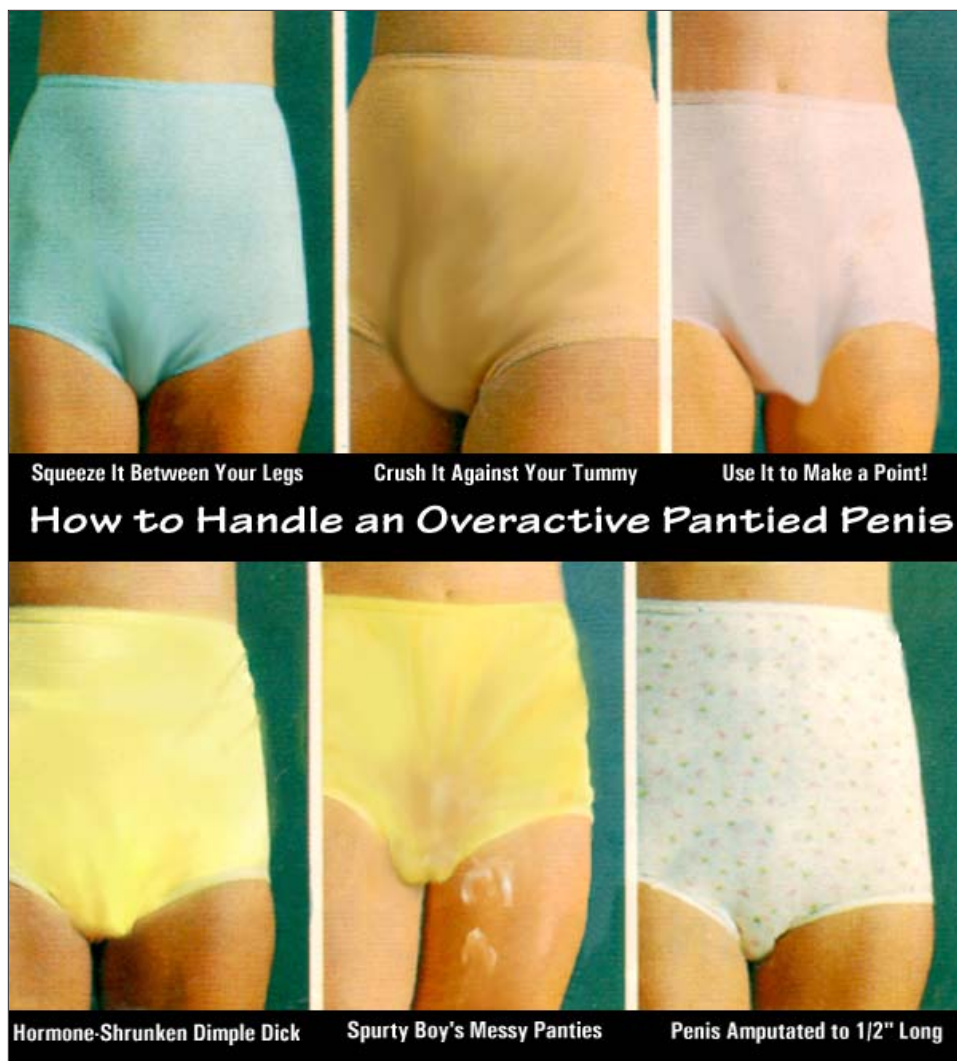 Squeeze It Between Your Legs
Crush It Against Your Tummy
Use It to Make a Point!
How to Handle an Overactive Pantied Penis
Hormone-Shrunken Dimple Dick
Spurty Boy's Messy Panties
Penis Amputated to 1/2" Long